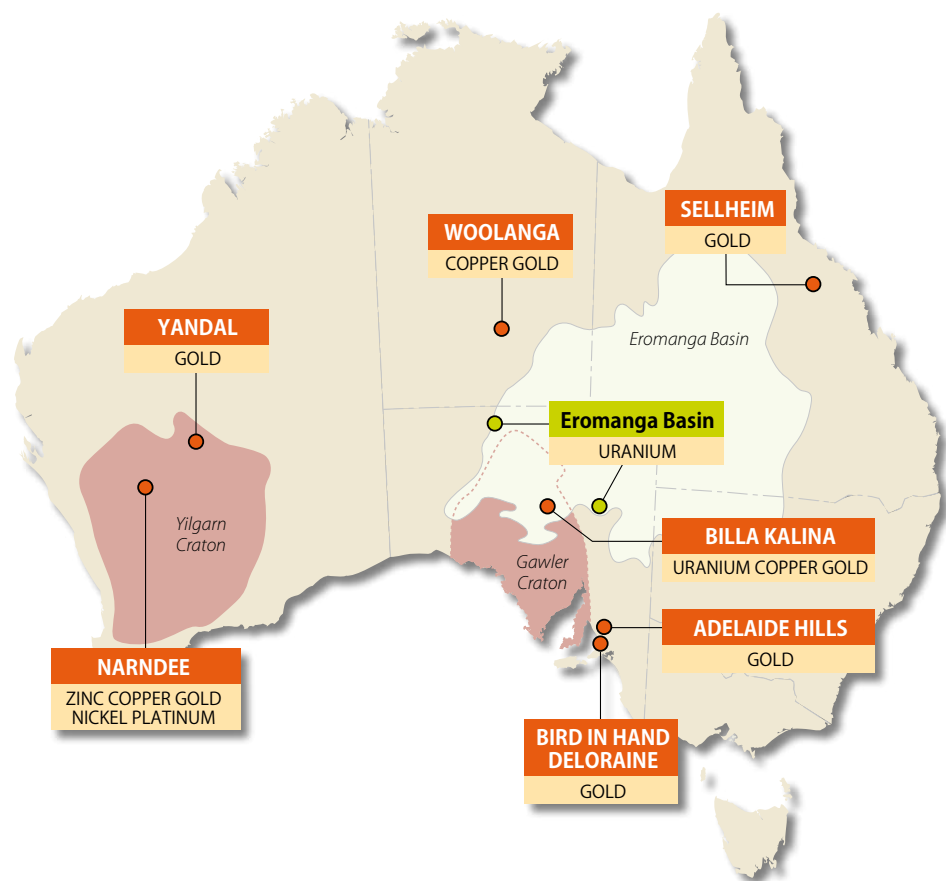 SELLHEIM
GOLD
WOOLANGA
COPPER GOLD
YANDAL
GOLD
Eromanga Basin
Eromanga Basin
URANIUM
Yilgarn
Craton
BILLA KALINA
URANIUM COPPER GOLD
Gawler
Craton
ADELAIDE HILLS
GOLD
NARNDEE
ZINC COPPER GOLD
NICKEL PLATINUM
BIRD IN HAND
DELORAINE
GOLD